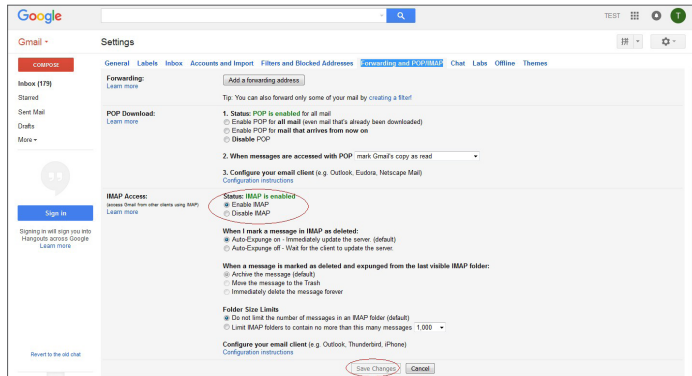 Google
TEST
T
Gmail
Settings
COMPOSE
General Labels Inbox Accounts and Import Filters and Blocked Addresses Forwarding and POP/IMAP Chat Labs Offline Themes
Inbox (179)
Starred
Sent Mail
Drafts
More
Sign in
Signing in will sign you into
Hangouts across Google
Learn more
Revert to the old chat
Forwarding:
Learn more
Add a forwarding address
Tip: You can also forward only some of your mail by creating a filter!
POP Download:
Learn more
1. Status: POP is enabled for all mail
Enable POP for all mail (even mail that's already been downloaded)
Enable POP for mail that arrives from now on
Disable POP
2. When messages are accessed with POP mark Gmail's copy as read
3. Configure your email client (e.g. Outlook, Eudora, Netscape Mail)
Configuration instructions
IMAP Access:
(access Gmail from other clients using IMAP)
Learn more
Status: IMAP is enabled
Enable IMAP
Disable IMAP
When I mark a message in IMAP as deleted:
Auto-Expunge on - Immediately update the server. (default)
Auto-Expunge off - Wait for the client to update the server.
When a message is marked as deleted and expunged from the last visible IMAP folder:
Archive the message (default)
Move the message to the Trash
Immediately delete the message forever
Folder Size Limits
Do not limit the number of messages in an IMAP folder (default)
Limit IMAP folders to contain no more than this many messages 1,000
Configure your email client (e.g. Outlook, Thunderbird, iPhone)
Configuration instructions
Save Changes Cancel